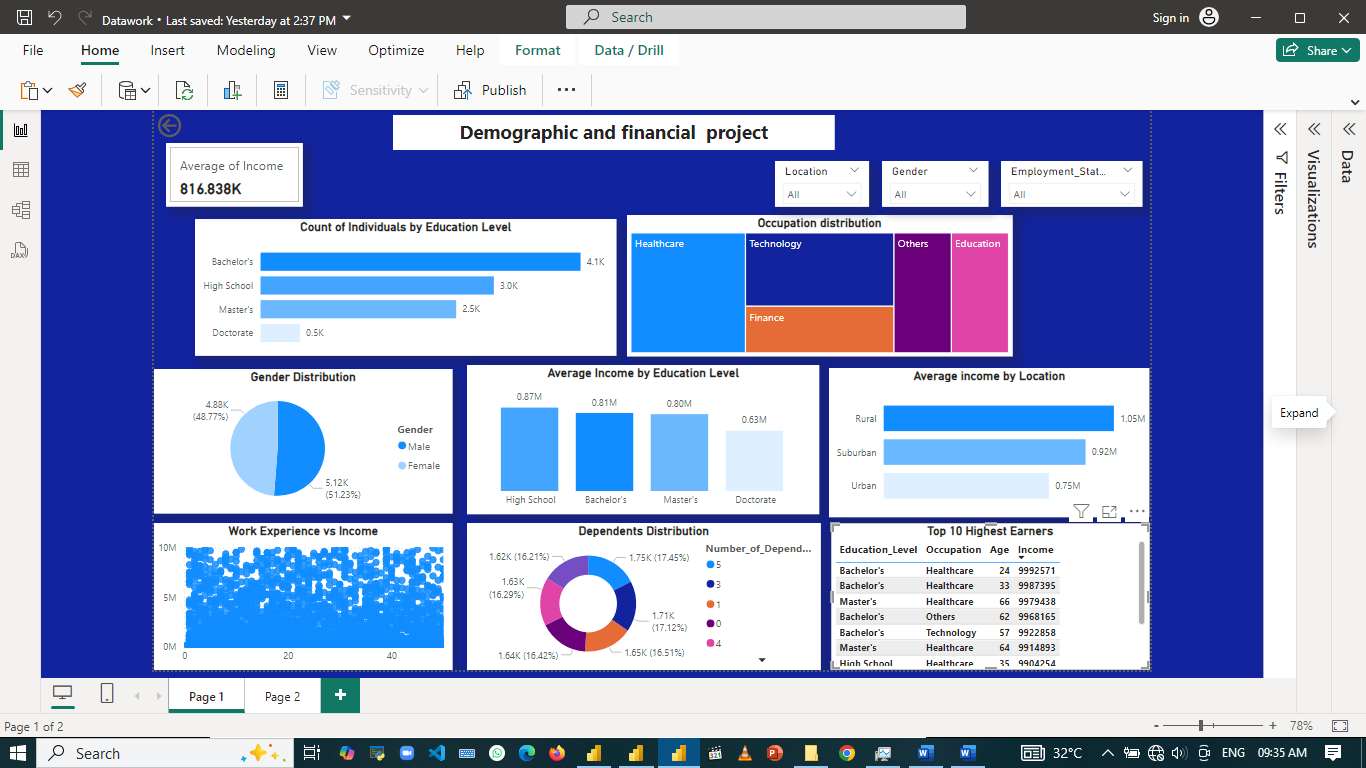 Datawork • Last saved: Yesterday at 2:37 PM
Search
Sign in
File
Home
Insert
Modeling
View
Optimize
Help
Format
Data / Drill
Share
Sensitivity
Publish
Demographic and financial project
Average of Income
816.838K
Location
All
Gender
All
Employment_Stat...
All
Count of Individuals by Education Level
Bachelor's 4.1K
High School 3.0K
Master's 2.5K
Doctorate 0.5K
Occupation distribution
Healthcare
Technology
Finance
Others
Education
Gender Distribution
4.88K
(48.77%)
5.12K
(51.23%)
Gender
Male
Female
Average Income by Education Level
0.87M
0.81M
0.80M
0.63M
High School
Bachelor's
Master's
Doctorate
Average income by Location
Rural 1.05M
Suburban 0.92M
Urban 0.75M
Work Experience vs Income
10M
5M
0M
0
20
40
Dependents Distribution
1.62K (16.21%)
1.75K (17.45%)
1.63K
(16.29%)
1.71K
(17.12%)
1.64K (16.42%)
1.65K (16.51%)
Number_of_Depend...
5
3
1
0
4
Top 10 Highest Earners
Education_Level Occupation Age Income
Bachelor's Healthcare 24 9992571
Bachelor's Healthcare 33 9987395
Master's Healthcare 66 9979438
Bachelor's Others 62 9968165
Bachelor's Technology 57 9922858
Master's Healthcare 64 9914893
High School Healthcare 35 9904254
Filters
Visualizations
Data
Expand
DAX
Page 1
Page 2
Page 1 of 2
- + 78%
Search
32°C
ENG
09:35 AM